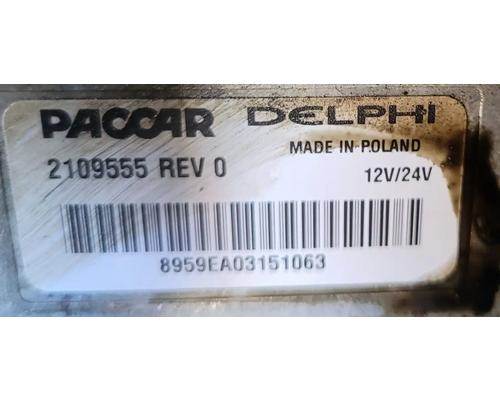 PACCAR DELPHI
MADE IN POLAND
2109555 REV 0
12V/24V
8959EA03151063